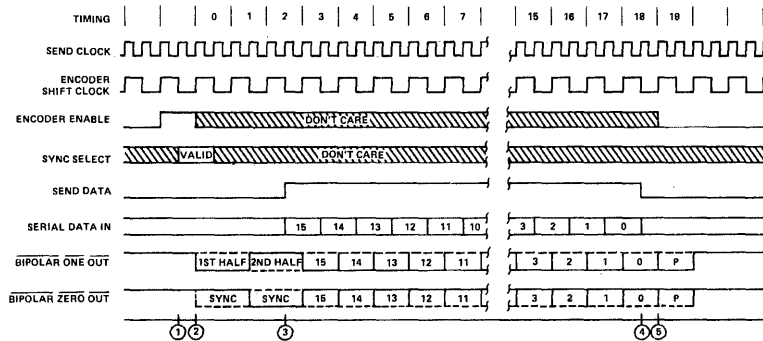 TIMING 0 1 2 3 4 5 6 7 15 16 17 18 19
SEND CLOCK
ENCODER SHIFT CLOCK
ENCODER ENABLE DON'T CARE
SYNC SELECT VALID DON'T CARE
SEND DATA
SERIAL DATA IN 15 14 13 12 11 10 3 2 1 0
BIPOLAR ONE OUT 1ST HALF 2ND HALF 15 14 13 12 11 3 2 1 0 P
BIPOLAR ZERO OUT SYNC SYNC 15 14 13 12 11 3 2 1 0 P
1 2 3 4 5